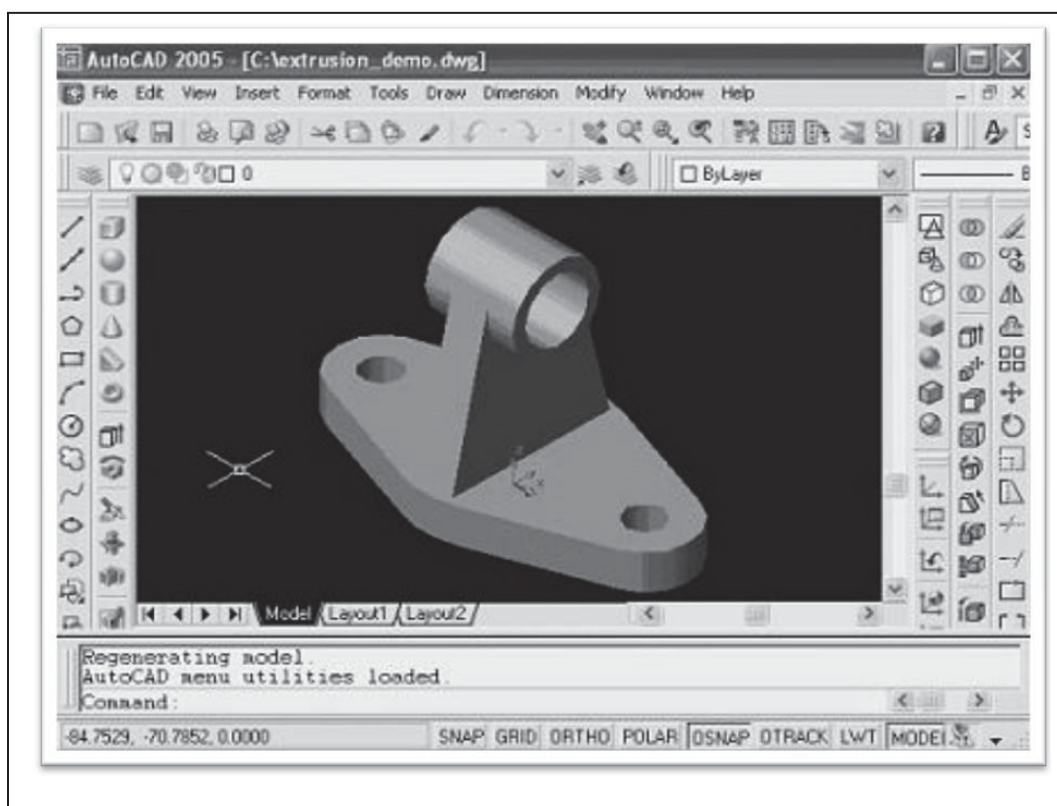 AutoCAD 2005 - [C:\extrusion_demo.dwg]
File Edit View Insert Format Tools Draw Dimension Modify Window Help
0 ByLayer
Model Layout1 Layout2
Regenerating model.
AutoCAD menu utilities loaded.
Command:
-84.7529, -70.7852, 0.0000 SNAP GRID ORTHO POLAR OSNAP OTRACK LWT MODEL